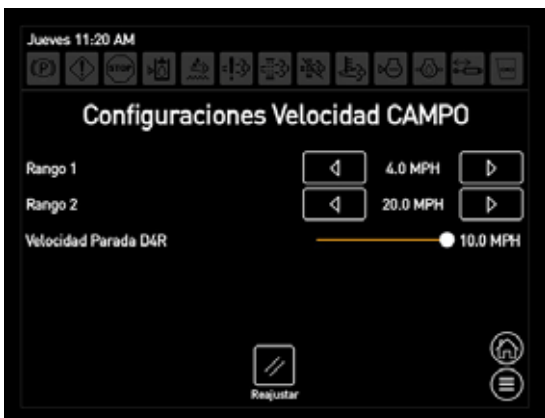 Jueves 11:20 AM
(P) STOP
Configuraciones Velocidad CAMPO
Rango 1 4.0 MPH
Rango 2 20.0 MPH
Velocidad Parada D4R 10.0 MPH
Reajustar